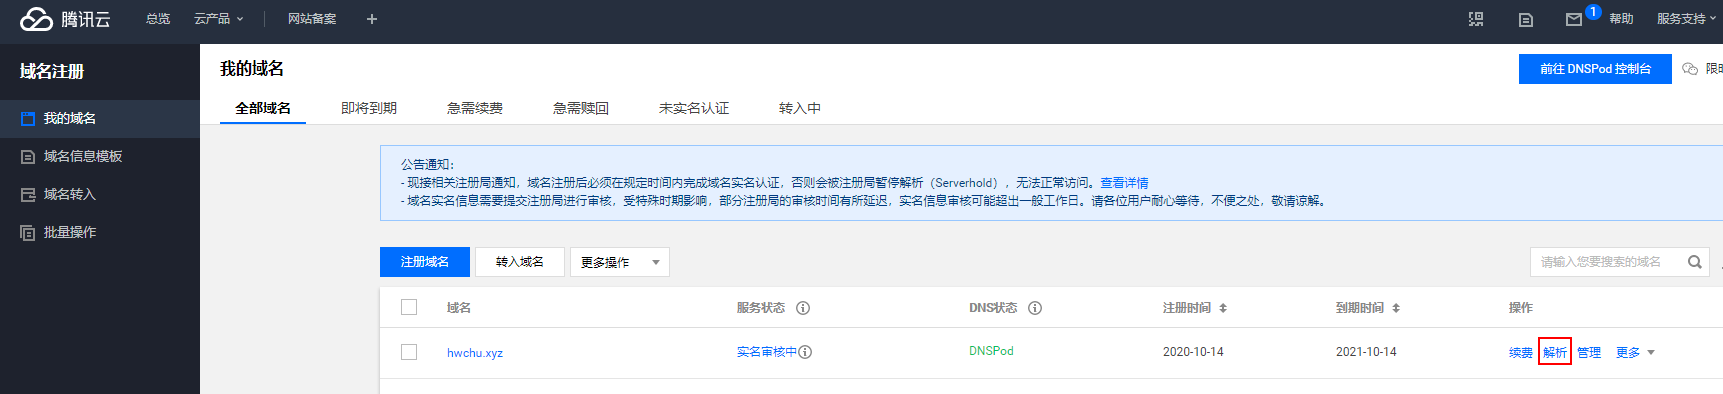 腾讯云 总览 云产品 网站备案 + 1 帮助 服务支持
域名注册
我的域名
域名信息模板
域名转入
批量操作
我的域名 前往 DNSPod 控制台
全部域名 即将到期 急需续费 急需赎回 未实名认证 转入中
公告通知：
- 现接相关注册局通知，域名注册后必须在规定时间内完成域名实名认证，否则会被注册局暂停解析（Serverhold），无法正常访问。查看详情
- 域名实名信息需要提交注册局进行审核，受特殊时期影响，部分注册局的审核时间有所延迟，实名信息审核可能超出一般工作日。请各位用户耐心等待，不便之处，敬请谅解。
注册域名 转入域名 更多操作 请输入您要搜索的域名
域名 服务状态 DNS状态 注册时间 到期时间 操作
hwchu.xyz 实名审核中 DNSPod 2020-10-14 2021-10-14 续费 解析 管理 更多